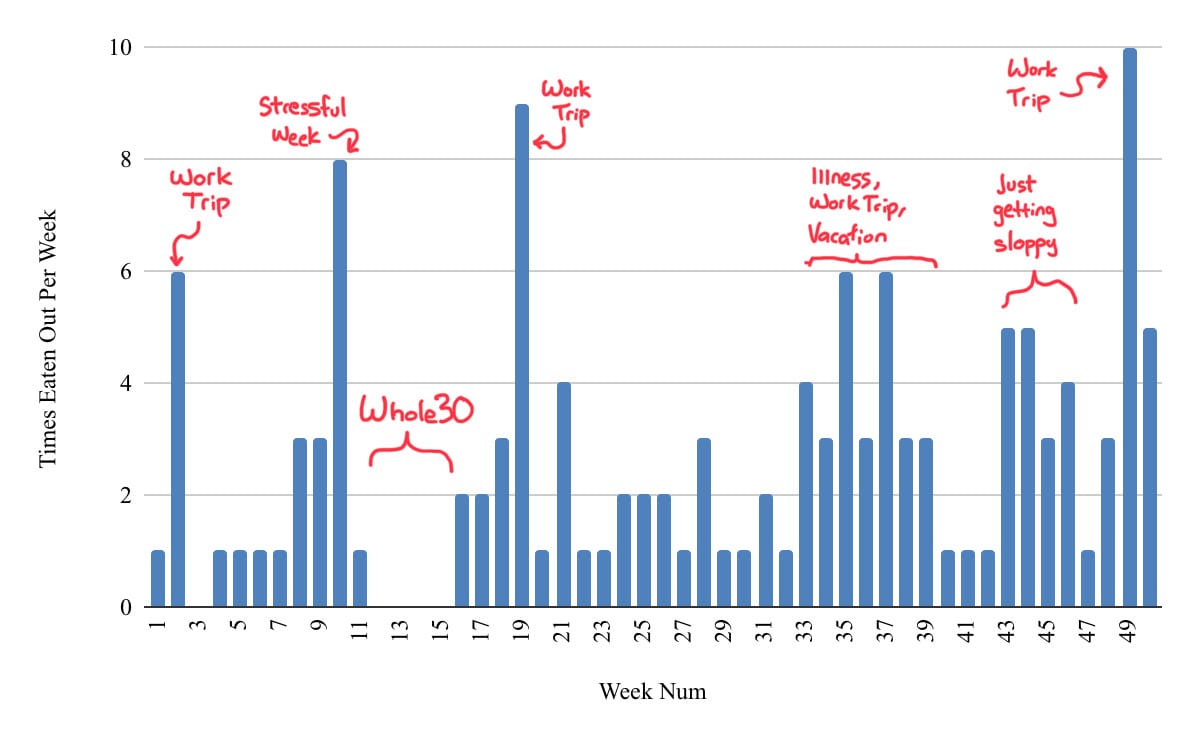 10
8
6
4
2
0
Times Eaten Out Per Week
Work
Trip
Stressful
Week
Whole30
Work
Trip
Illness,
Work Trip,
Vacation
Just
getting
sloppy
Work
Trip
1 3 5 7 9 11 13 15 17 19 21 23 25 27 29 31 33 35 37 39 41 43 45 47 49
Week Num